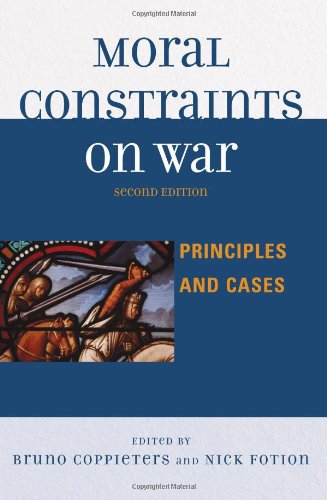 MORAL
CONSTRAINTS
ON WAR
SECOND EDITION
PRINCIPLES
AND CASES
EDITED BY
BRUNO COPPIETERS AND NICK FOTION